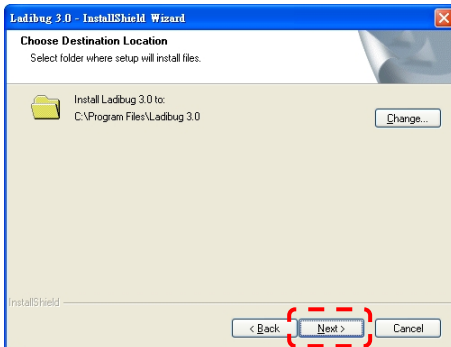 Ladibug 3.0 - InstallShield Wizard
Choose Destination Location
Select folder where setup will install files.
Install Ladibug 3.0 to:
C:\Program Files\Ladibug 3.0
Change...
InstallShield
< Back Next > Cancel